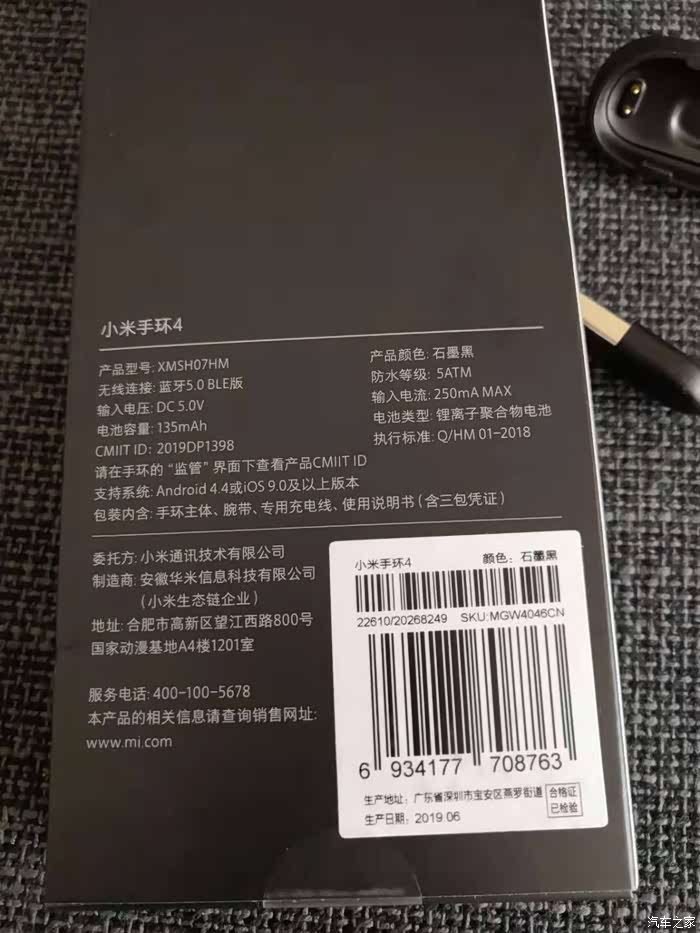 小米手环4
产品型号: XMSH07HM
产品颜色: 石墨黑
无线连接: 蓝牙5.0 BLE版
防水等级: 5ATM
输入电压: DC 5.0V
输入电流: 250mA MAX
电池容量: 135mAh
电池类型: 锂离子聚合物电池
CMIIT ID: 2019DP1398
执行标准: Q/HM 01-2018
请在手环的“监管”界面下查看产品CMIIT ID
支持系统: Android 4.4或iOS 9.0及以上版本
包装内含: 手环主体、腕带、专用充电线、使用说明书(含三包凭证)
委托方: 小米通讯技术有限公司
制造商: 安徽华米信息科技有限公司
(小米生态链企业)
地址: 合肥市高新区望江西路800号
国家动漫基地A4楼1201室
服务电话: 400-100-5678
本产品的相关信息请查询销售网址:
www.mi.com
小米手环4 颜色: 石墨黑
22610/20268249 SKU:MGW4046CN
6 934177 708763
生产地址: 广东省深圳市宝安区燕罗街道
生产日期: 2019.06
合格证
已检验
汽车之家